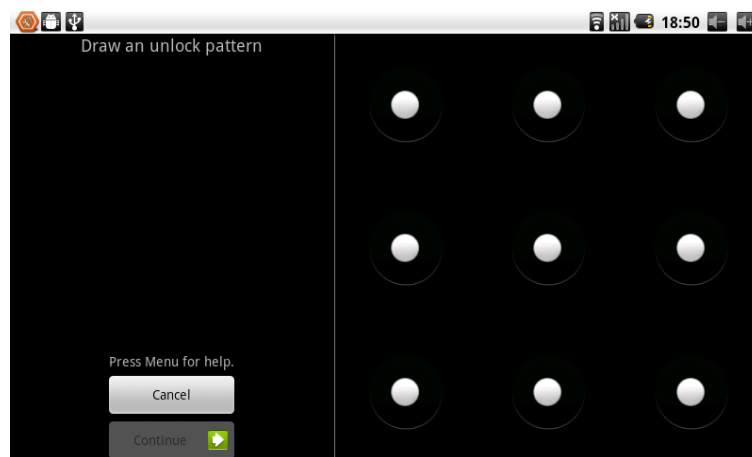 18:50
Draw an unlock pattern
Press Menu for help.
Cancel
Continue